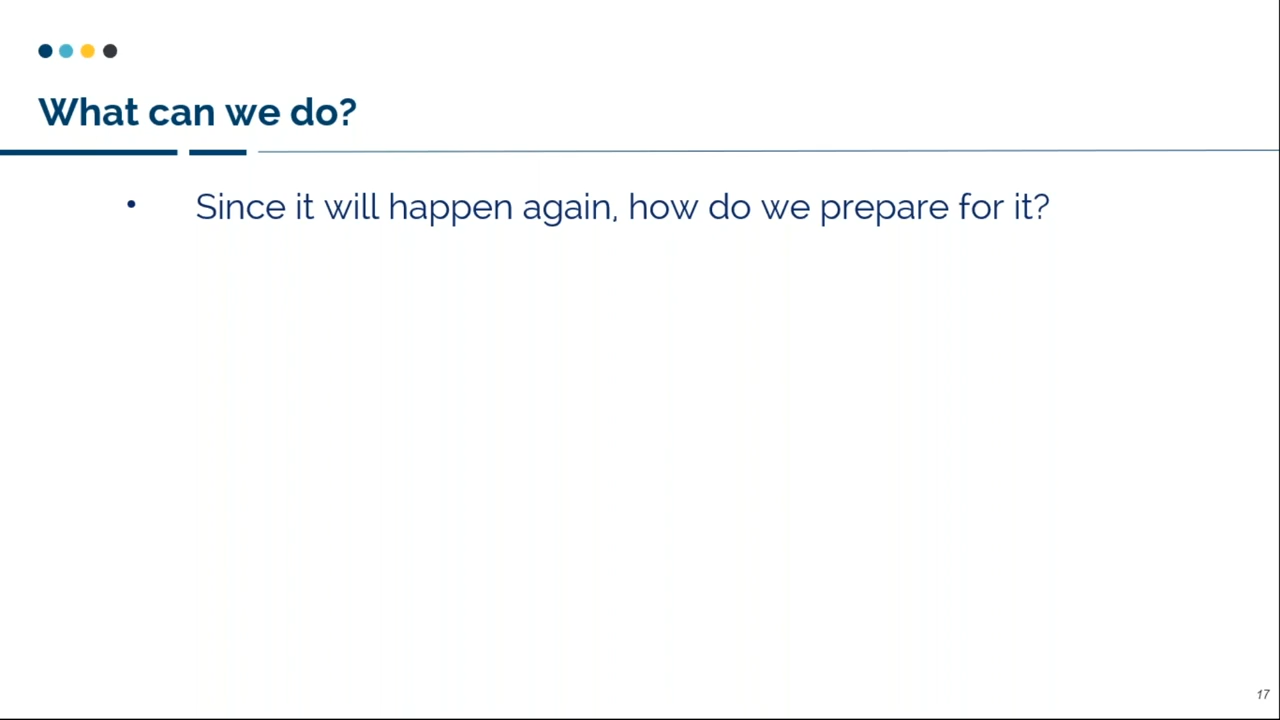 What can we do?
• Since it will happen again, how do we prepare for it?
17